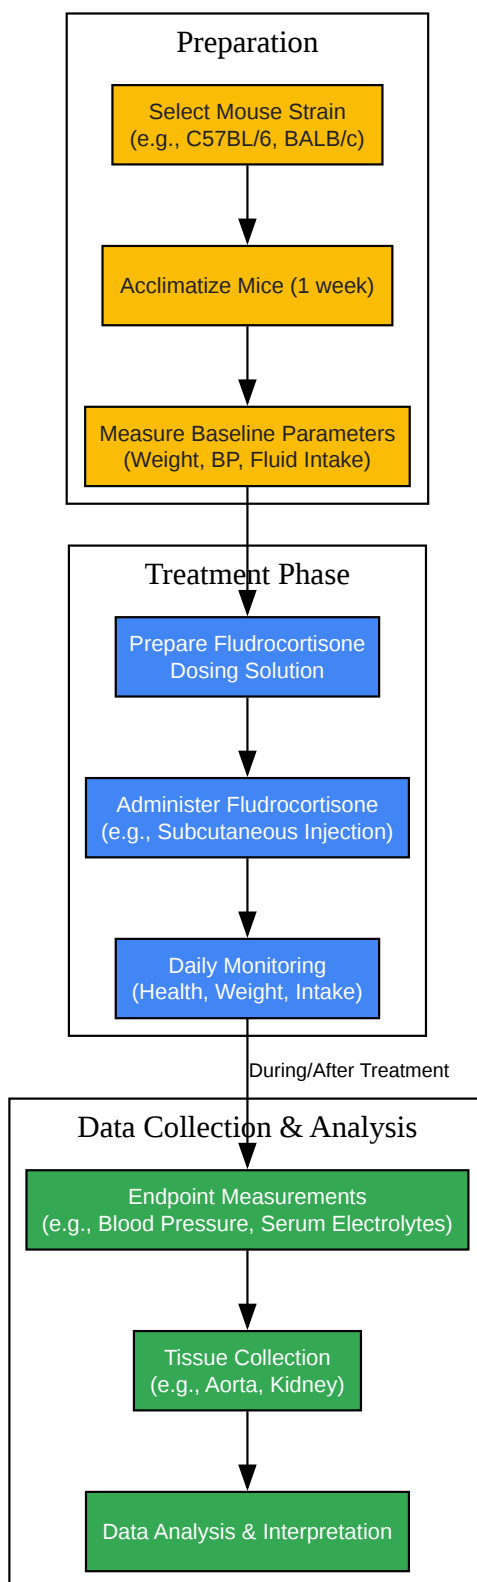 Preparation
Select Mouse Strain
(e.g., C57BL/6, BALB/c)
Acclimatize Mice (1 week)
Measure Baseline Parameters
(Weight, BP, Fluid Intake)
Treatment Phase
Prepare Fludrocortisone
Dosing Solution
Administer Fludrocortisone
(e.g., Subcutaneous Injection)
Daily Monitoring
(Health, Weight, Intake)
During/After Treatment
Data Collection & Analysis
Endpoint Measurements
(e.g., Blood Pressure, Serum Electrolytes)
Tissue Collection
(e.g., Aorta, Kidney)
Data Analysis & Interpretation